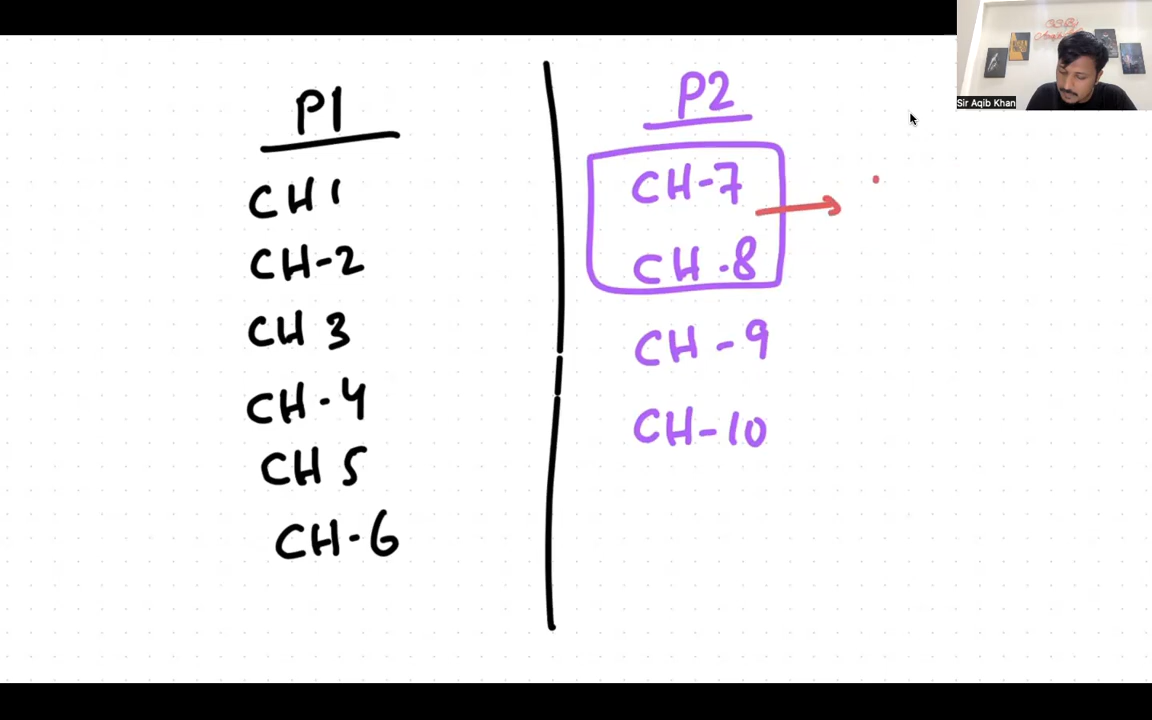 P1
CH 1
CH-2
CH 3
CH-4
CH 5
CH-6
P2
CH-7
CH-8
CH-9
CH-10
Sir Aqib Khan